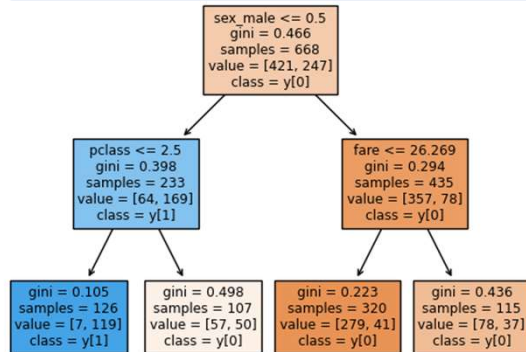 sex_male <= 0.5
gini = 0.466
samples = 668
value = [421, 247]
class = y[0]
pclass <= 2.5
gini = 0.398
samples = 233
value = [64, 169]
class = y[1]
fare <= 26.269
gini = 0.294
samples = 435
value = [357, 78]
class = y[0]
gini = 0.105
samples = 126
value = [7, 119]
class = y[1]
gini = 0.498
samples = 107
value = [57, 50]
class = y[0]
gini = 0.223
samples = 320
value = [279, 41]
class = y[0]
gini = 0.436
samples = 115
value = [78, 37]
class = y[0]